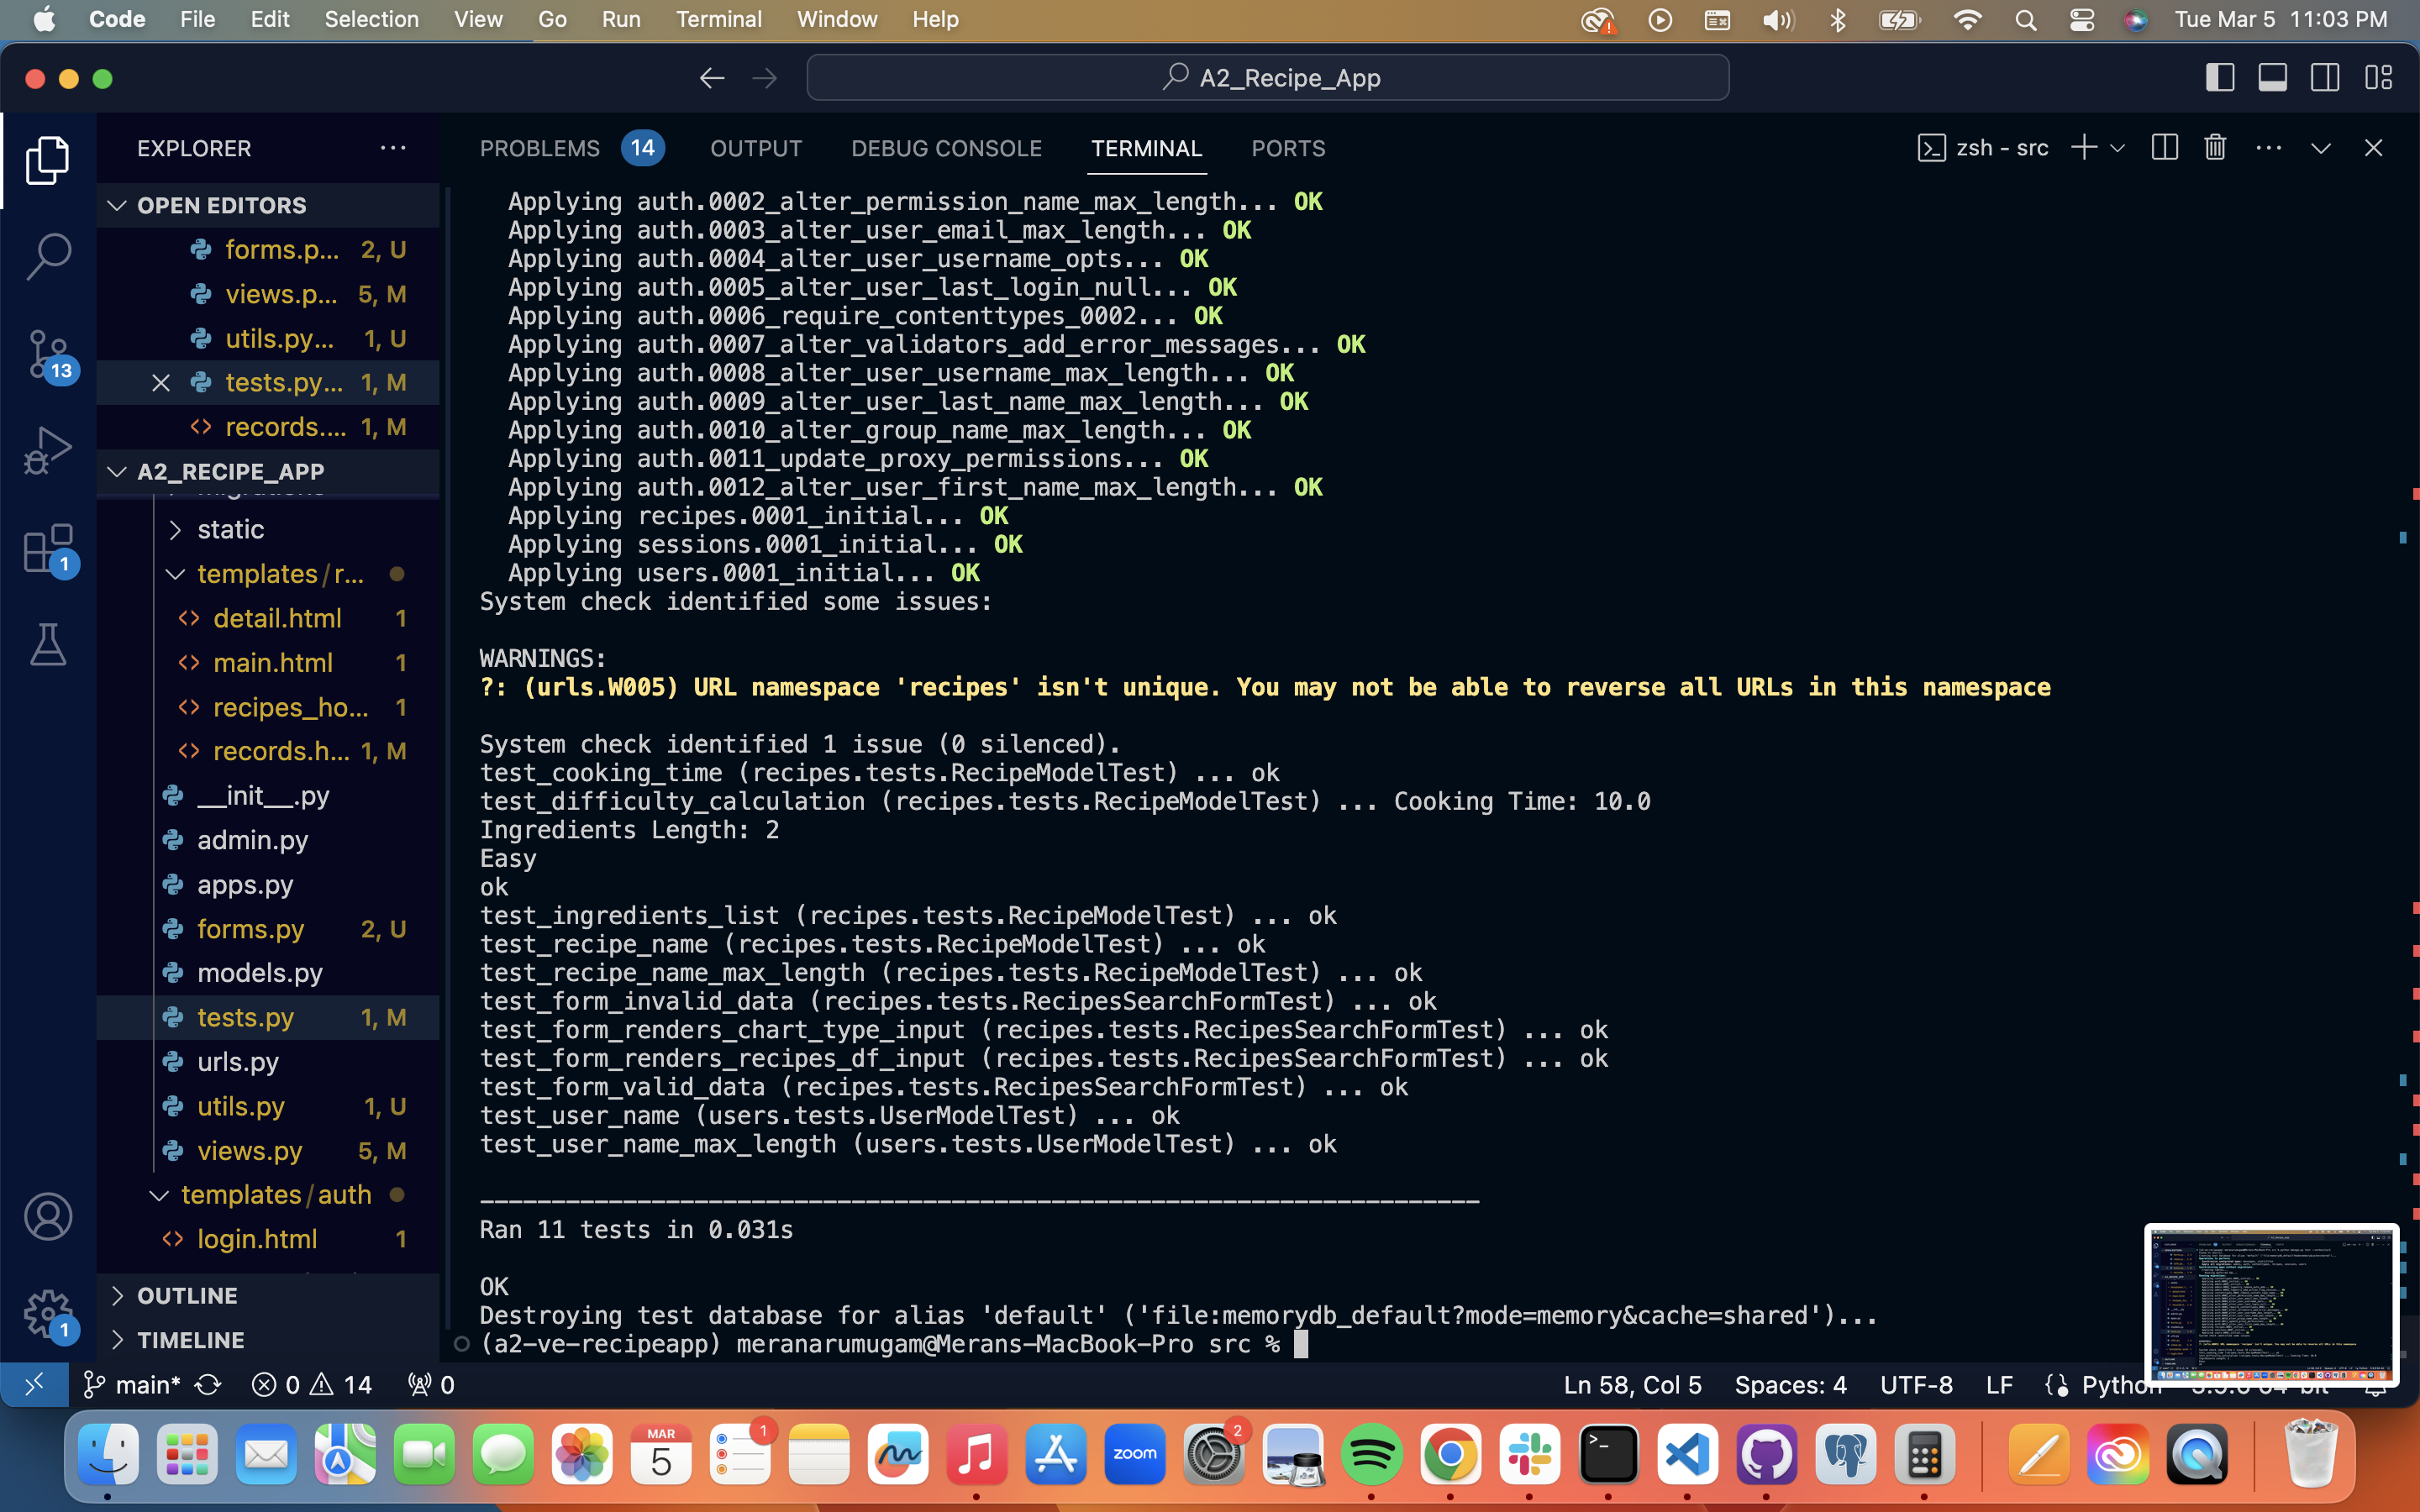 Code File Edit Selection View Go Run Terminal Window Help Tue Mar 5 11:03 PM
A2_Recipe_App
EXPLORER
OPEN EDITORS
forms.p... 2, U
views.p... 5, M
utils.py... 1, U
tests.py... 1, M
records.... 1, M
A2_RECIPE_APP
migrations
static
templates/r...
detail.html 1
main.html 1
recipes_ho... 1
records.h... 1, M
__init__.py
admin.py
apps.py
forms.py 2, U
models.py
tests.py 1, M
urls.py
utils.py 1, U
views.py 5, M
templates/auth
login.html 1
OUTLINE
TIMELINE
13
1
1
PROBLEMS 14 OUTPUT DEBUG CONSOLE TERMINAL PORTS zsh - src
Applying auth.0002_alter_permission_name_max_length... OK
Applying auth.0003_alter_user_email_max_length... OK
Applying auth.0004_alter_user_username_opts... OK
Applying auth.0005_alter_user_last_login_null... OK
Applying auth.0006_require_contenttypes_0002... OK
Applying auth.0007_alter_validators_add_error_messages... OK
Applying auth.0008_alter_user_username_max_length... OK
Applying auth.0009_alter_user_last_name_max_length... OK
Applying auth.0010_alter_group_name_max_length... OK
Applying auth.0011_update_proxy_permissions... OK
Applying auth.0012_alter_user_first_name_max_length... OK
Applying recipes.0001_initial... OK
Applying sessions.0001_initial... OK
Applying users.0001_initial... OK
System check identified some issues:
WARNINGS:
?: (urls.W005) URL namespace 'recipes' isn't unique. You may not be able to reverse all URLs in this namespace
System check identified 1 issue (0 silenced).
test_cooking_time (recipes.tests.RecipeModelTest) ... ok
test_difficulty_calculation (recipes.tests.RecipeModelTest) ... Cooking Time: 10.0
Ingredients Length: 2
Easy
ok
test_ingredients_list (recipes.tests.RecipeModelTest) ... ok
test_recipe_name (recipes.tests.RecipeModelTest) ... ok
test_recipe_name_max_length (recipes.tests.RecipeModelTest) ... ok
test_form_invalid_data (recipes.tests.RecipesSearchFormTest) ... ok
test_form_renders_chart_type_input (recipes.tests.RecipesSearchFormTest) ... ok
test_form_renders_recipes_df_input (recipes.tests.RecipesSearchFormTest) ... ok
test_form_valid_data (recipes.tests.RecipesSearchFormTest) ... ok
test_user_name (users.tests.UserModelTest) ... ok
test_user_name_max_length (users.tests.UserModelTest) ... ok
----------------------------------------------------------------------
Ran 11 tests in 0.031s
OK
Destroying test database for alias 'default' ('file:memorydb_default?mode=memory&cache=shared')...
(a2-ve-recipeapp) meranarumugam@Merans-MacBook-Pro src %
main* 0 14 0 Ln 58, Col 5 Spaces: 4 UTF-8 LF Python
MAR
5
1
zoom
2